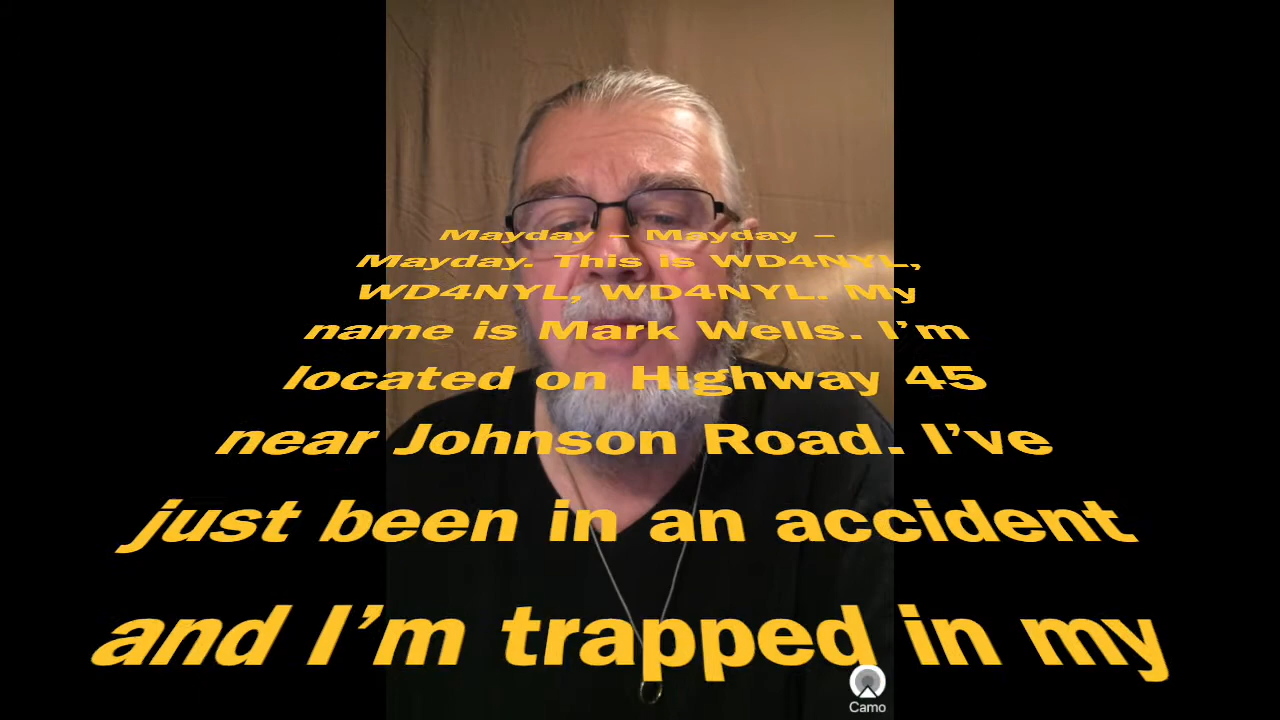 Mayday – Mayday –
Mayday. This is WD4NYL,
WD4NYL, WD4NYL. My
name is Mark Wells. I'm
located on Highway 45
near Johnson Road. I've
just been in an accident
and I'm trapped in my
Camo